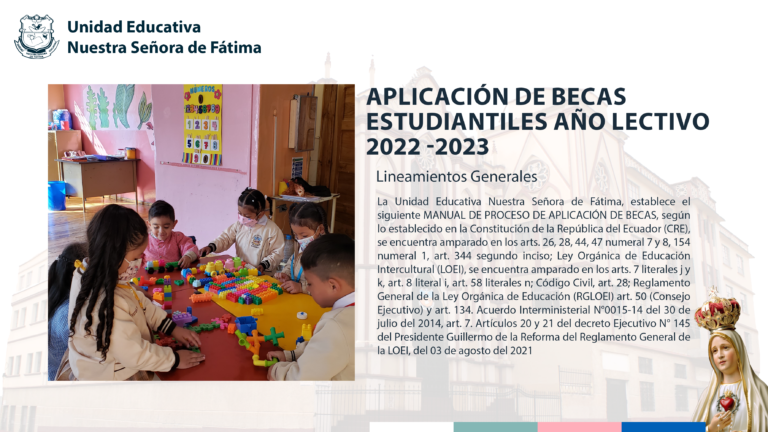 Unidad Educativa
Nuestra Señora de Fátima
APLICACIÓN DE BECAS
ESTUDIANTILES AÑO LECTIVO
2022 -2023
Lineamientos Generales
La Unidad Educativa Nuestra Señora de Fátima, establece el
siguiente MANUAL DE PROCESO DE APLICACIÓN DE BECAS, según
lo establecido en la Constitución de la República del Ecuador (CRE),
se encuentra amparado en los arts. 26, 28, 44, 47 numeral 7 y 8, 154
numeral 1, art. 344 segundo inciso; Ley Orgánica de Educación
Intercultural (LOEI), se encuentra amparado en los arts. 7 literales j y
k, art. 8 literal i, art. 58 literales n; Código Civil, art. 28; Reglamento
General de la Ley Orgánica de Educación (RGLOEI) art. 50 (Consejo
Ejecutivo) y art. 134. Acuerdo Interministerial N°0015-14 del 30 de
julio del 2014, art. 7. Artículos 20 y 21 del decreto Ejecutivo N° 145
del Presidente Guillermo de la Reforma del Reglamento General de
la LOEI, del 03 de agosto del 2021